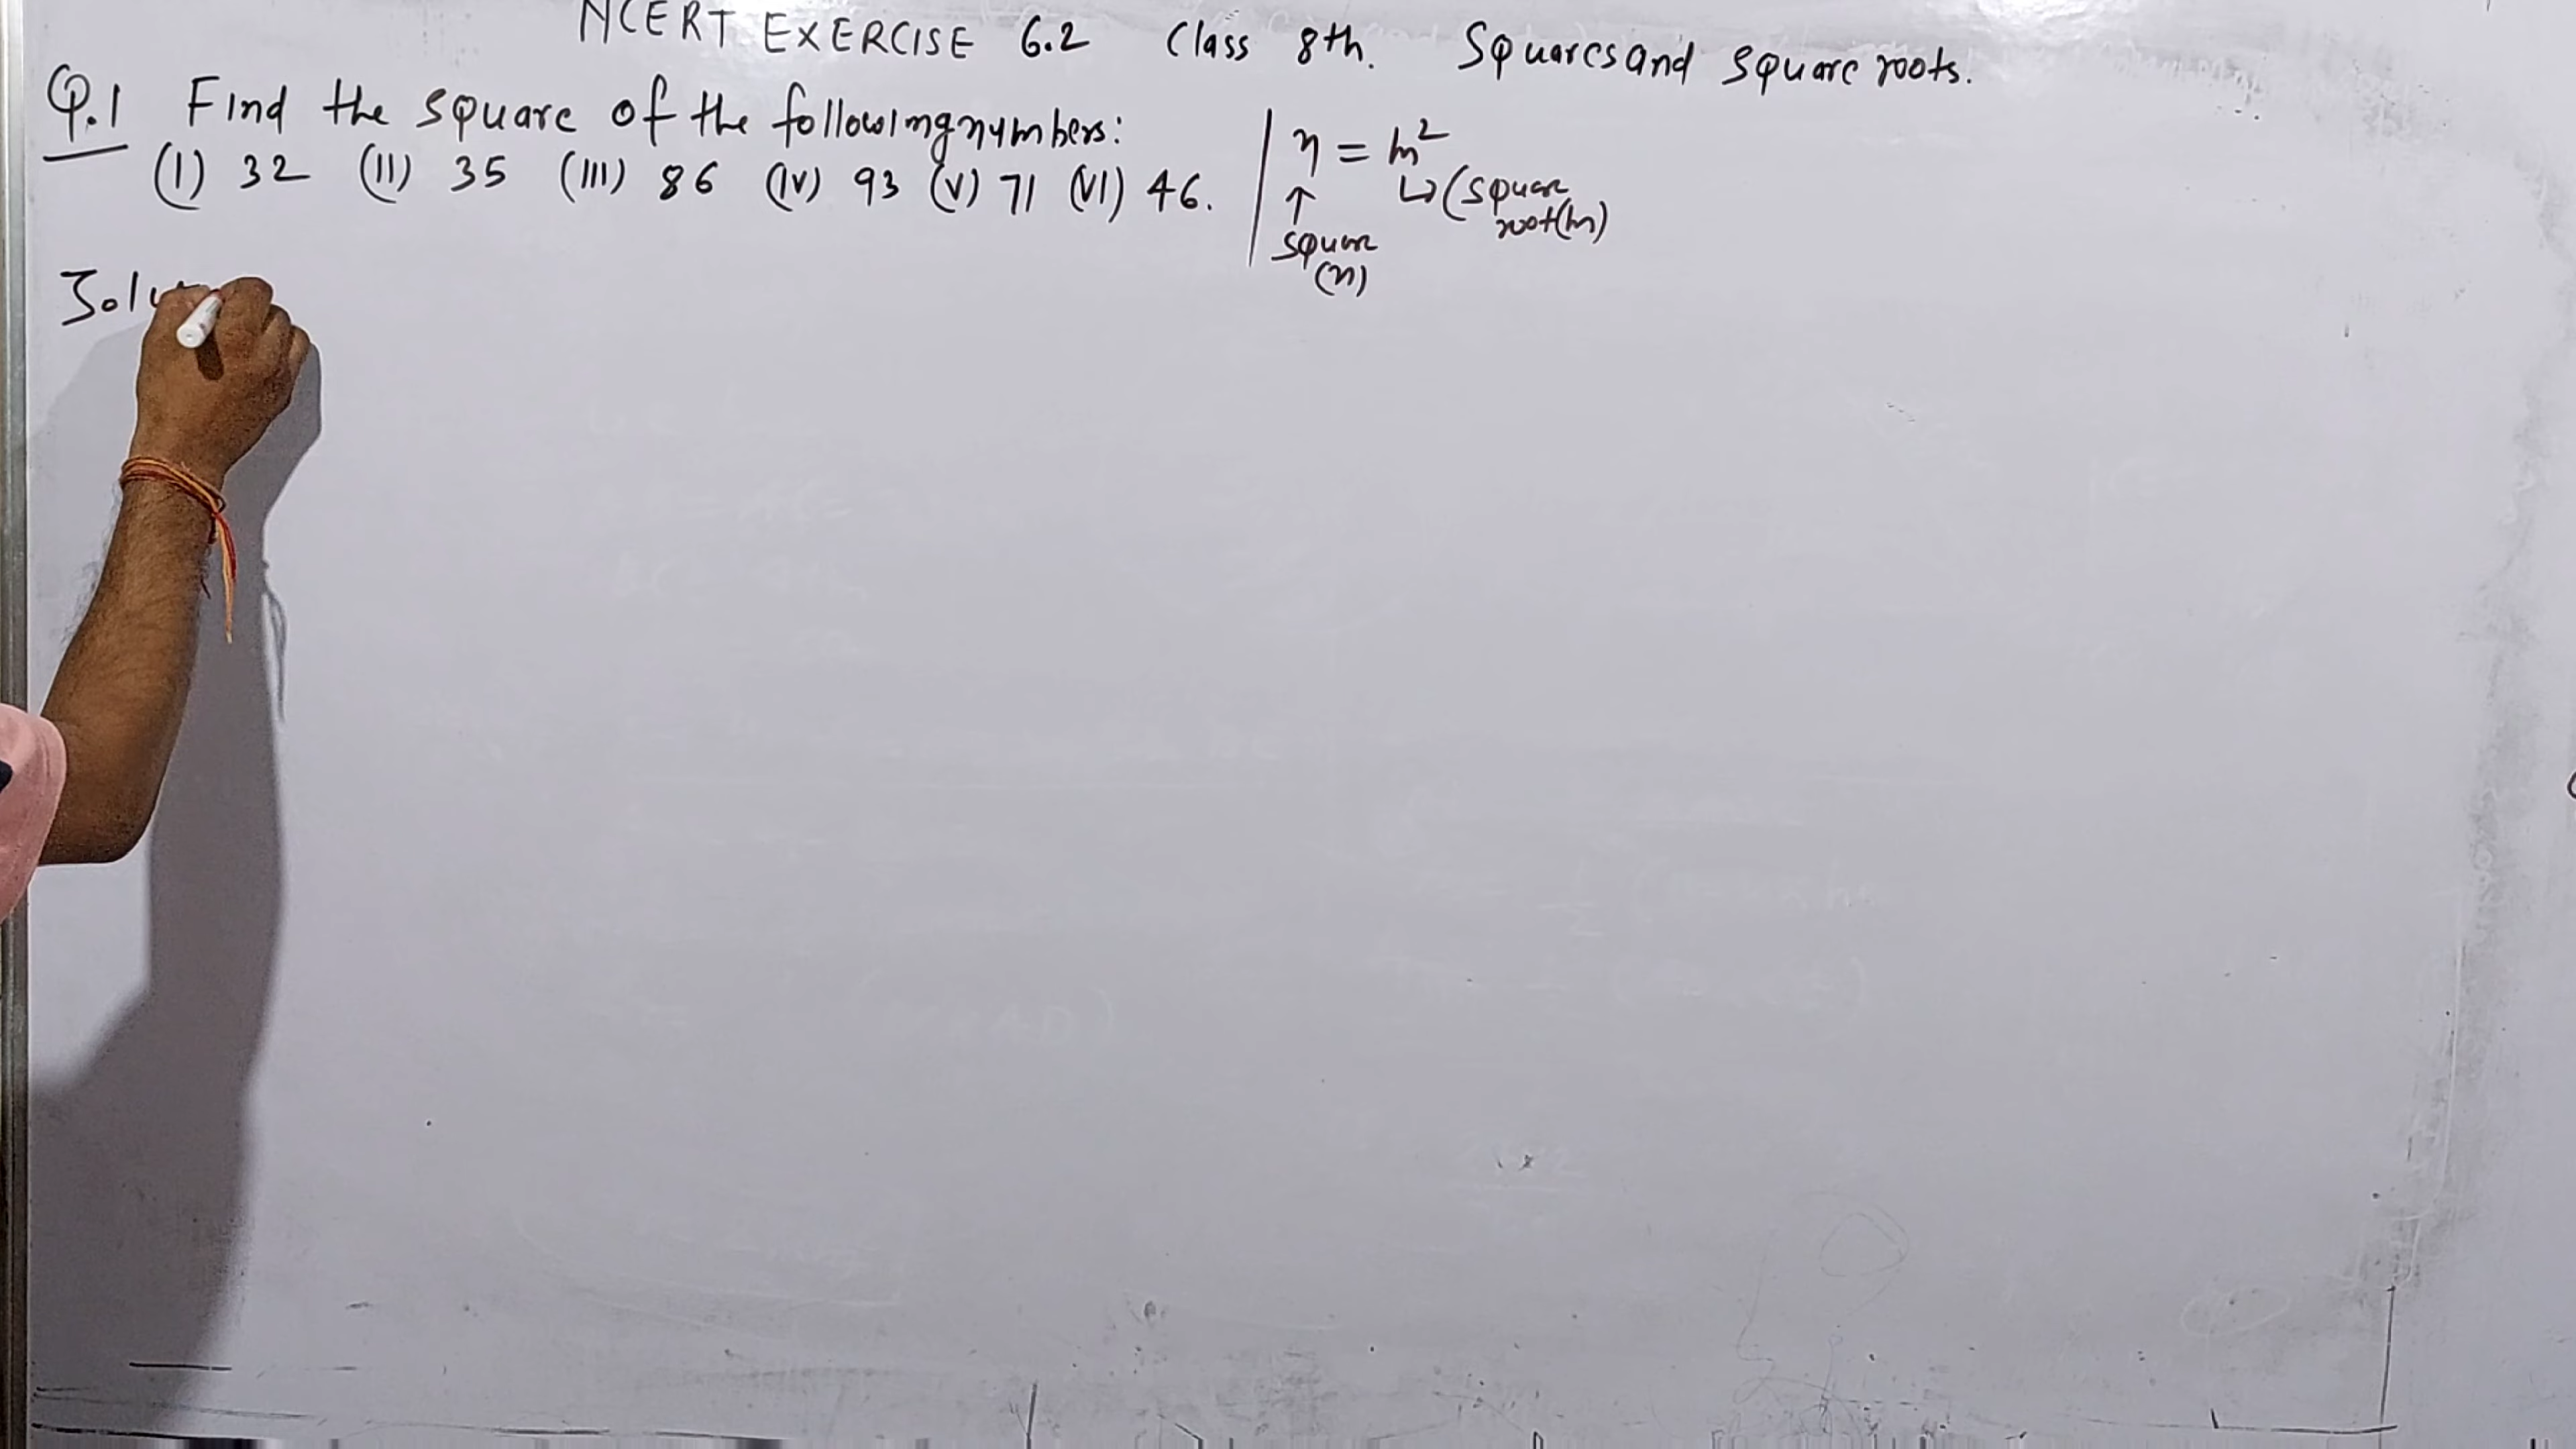 NCERT EXERCISE 6.2 Class 8th. Squares and square roots.
Q.1 Find the square of the following numbers:
(I) 32 (II) 35 (III) 86 (IV) 93 (V) 71 (VI) 46.
n = m²
↑ ↳ (square
root(m)
square
(n)